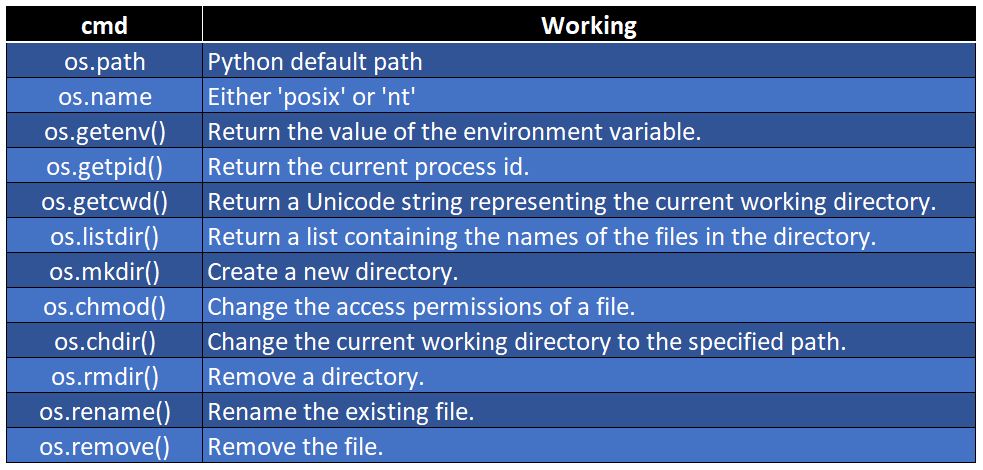 cmd Working
os.path Python default path
os.name Either 'posix' or 'nt'
os.getenv() Return the value of the environment variable.
os.getpid() Return the current process id.
os.getcwd() Return a Unicode string representing the current working directory.
os.listdir() Return a list containing the names of the files in the directory.
os.mkdir() Create a new directory.
os.chmod() Change the access permissions of a file.
os.chdir() Change the current working directory to the specified path.
os.rmdir() Remove a directory.
os.rename() Rename the existing file.
os.remove() Remove the file.